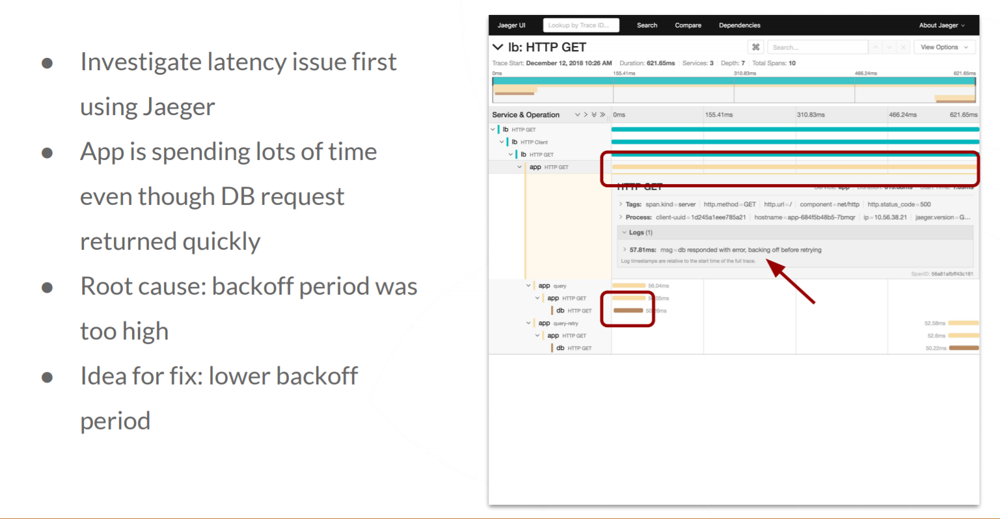 Investigate latency issue first
using Jaeger
App is spending lots of time
even though DB request
returned quickly
Root cause: backoff period was
too high
Idea for fix: lower backoff
period
Jaeger UI Lookup by Trace ID... Search Compare Dependencies About Jaeger
lb: HTTP GET ⌘ Search... View Options
Trace Start: December 12, 2018 10:26 AM Duration: 621.65ms Services: 3 Depth: 7 Total Spans: 10
0ms 155.41ms 310.83ms 466.24ms 621.65ms
Service & Operation 0ms 155.41ms 310.83ms 466.24ms 621.65ms
lb HTTP GET
lb HTTP Client
lb HTTP GET
app HTTP GET
HTTP GET Service: app Duration: Start Time:
Tags: span.kind=server http.method=GET http.url=/ component=net/http http.status_code=500
Process: client-uuid=1d245a1eee785a21 hostname=app-684f5b48b5-7bmqr ip=10.56.38.21 jaeger.version=G...
Logs (1)
57.81ms: msg=db responded with error, backing off before retrying
Log timestamps are relative to the start time of the full trace.
SpanID:
app query 56.04ms
app HTTP GET
db HTTP GET
app query-retry 52.58ms
app HTTP GET 52.6ms
db HTTP GET 50.22ms